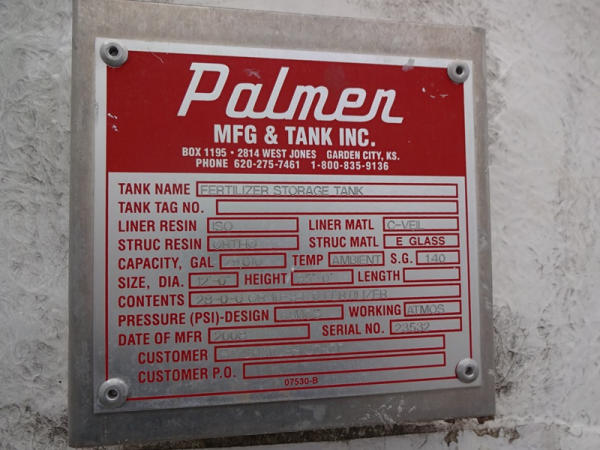 Palmer
MFG & TANK INC.
BOX 1195 • 2814 WEST JONES GARDEN CITY, KS.
PHONE 620-275-7461 1-800-835-9136
TANK NAME FERTILIZER STORAGE TANK
TANK TAG NO.
LINER RESIN ISO LINER MATL C-VEIL
STRUC RESIN ORTHO STRUC MATL E GLASS
CAPACITY, GAL TEMP AMBIENT S.G. 140
SIZE, DIA. 12'-0" HEIGHT LENGTH
CONTENTS 28-0-0 FERTILIZER
PRESSURE (PSI)-DESIGN ATMOS WORKING ATMOS
DATE OF MFR 2008 SERIAL NO. 23532
CUSTOMER
CUSTOMER P.O.
07530-B